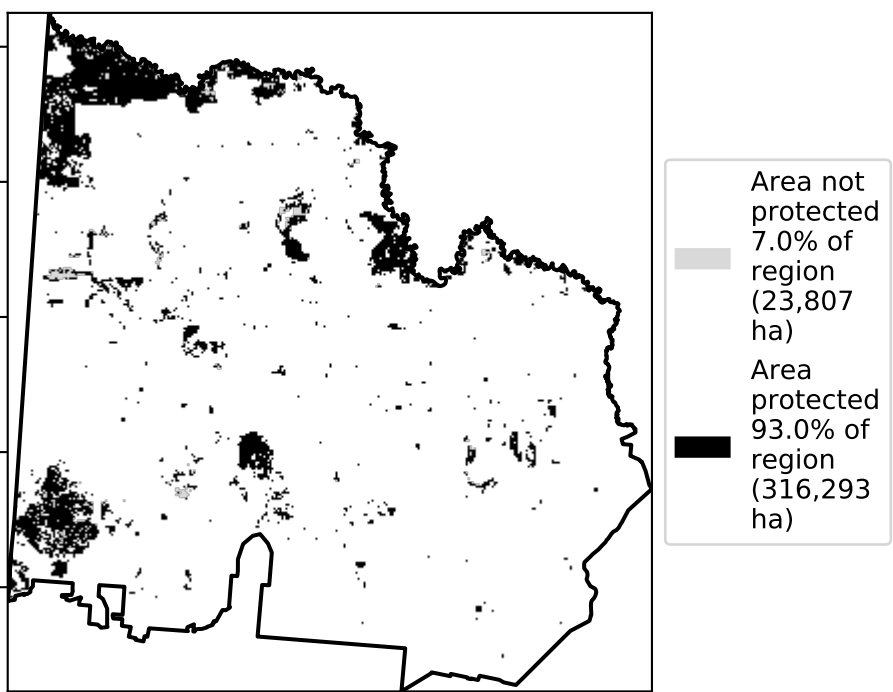 Area not
protected
7.0% of
region
(23,807
ha)
Area
protected
93.0% of
region
(316,293
ha)